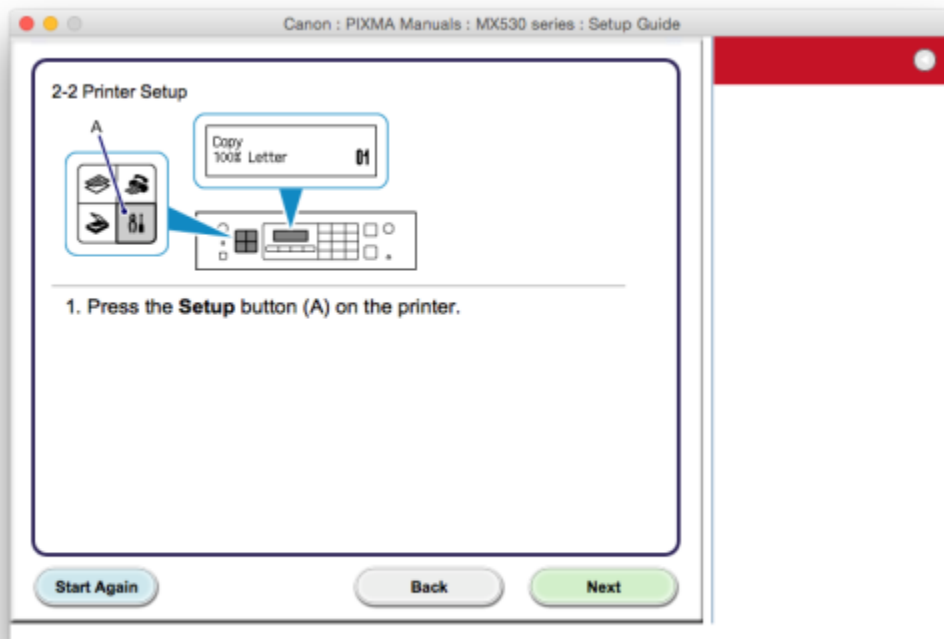 Canon : PIXMA Manuals : MX530 series : Setup Guide
2-2 Printer Setup
A
Copy
100% Letter 01
1. Press the Setup button (A) on the printer.
Start Again Back Next